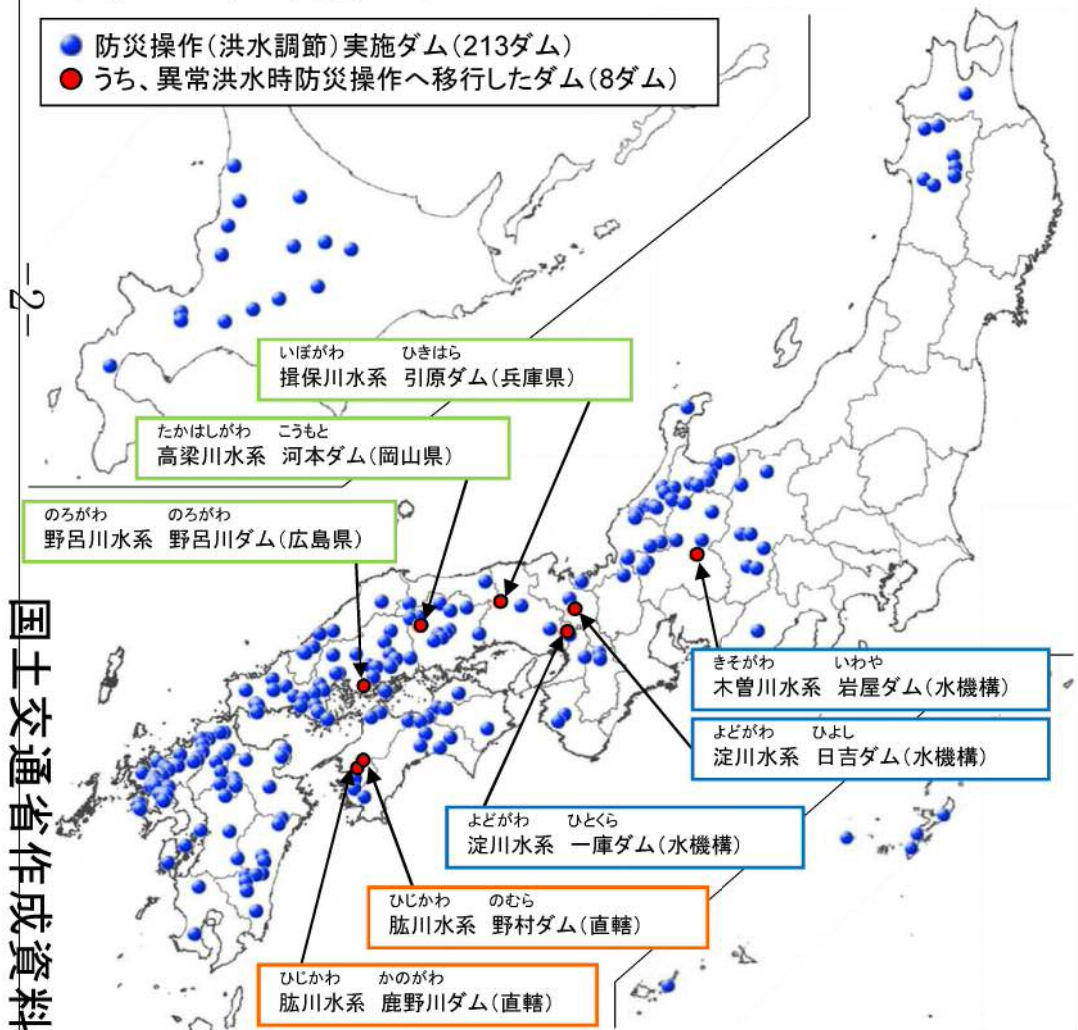 防災操作(洪水調節)実施ダム(213ダム)
うち、異常洪水時防災操作へ移行したダム(8ダム)
いぼがわ ひきはら
揖保川水系 引原ダム(兵庫県)
たかはしがわ こうもと
高梁川水系 河本ダム(岡山県)
のろがわ のろがわ
野呂川水系 野呂川ダム(広島県)
きそがわ いわや
木曽川水系 岩屋ダム(水機構)
よどがわ ひよし
淀川水系 日吉ダム(水機構)
よどがわ ひとくら
淀川水系 一庫ダム(水機構)
ひじかわ のむら
肱川水系 野村ダム(直轄)
ひじかわ かのがわ
肱川水系 鹿野川ダム(直轄)
-2-
国土交通省作成資料